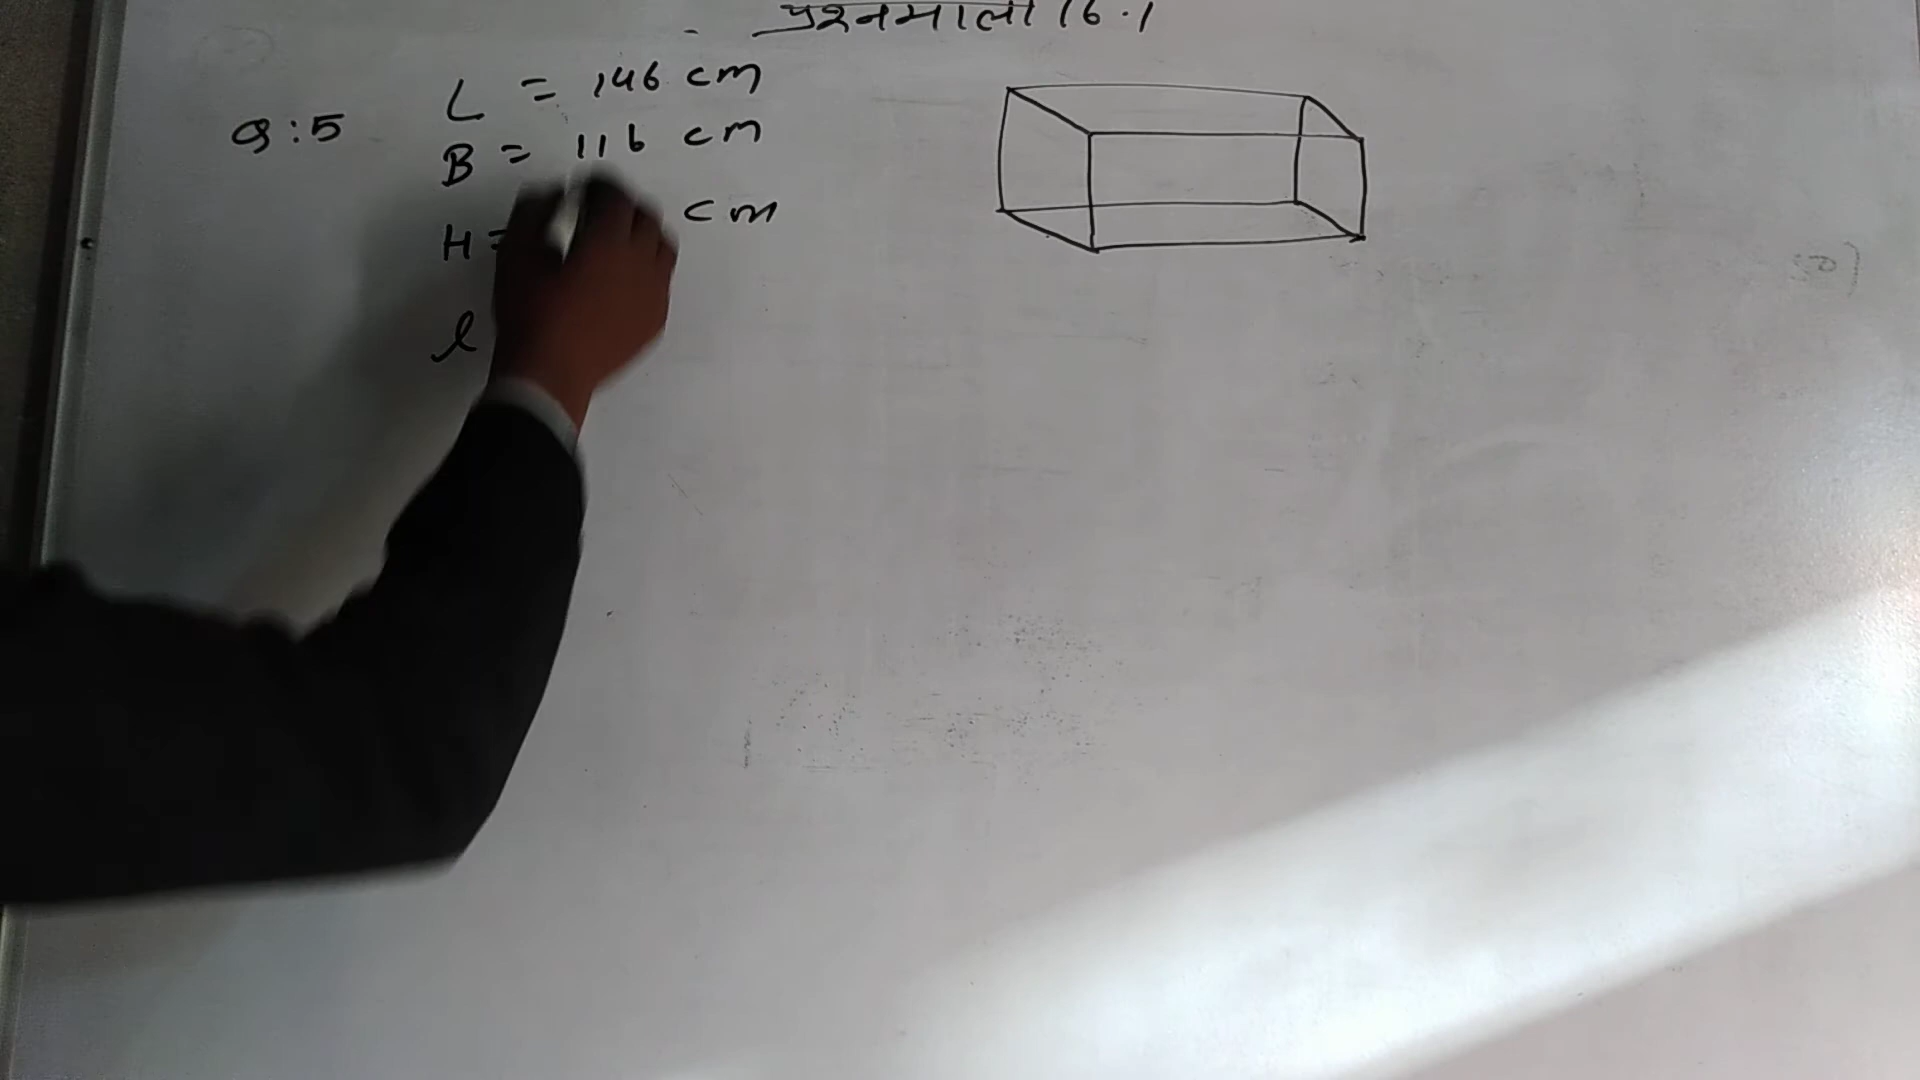 प्रश्नमाला 16.1
Q:5 L = 146 cm
B = 116 cm
H = cm
l